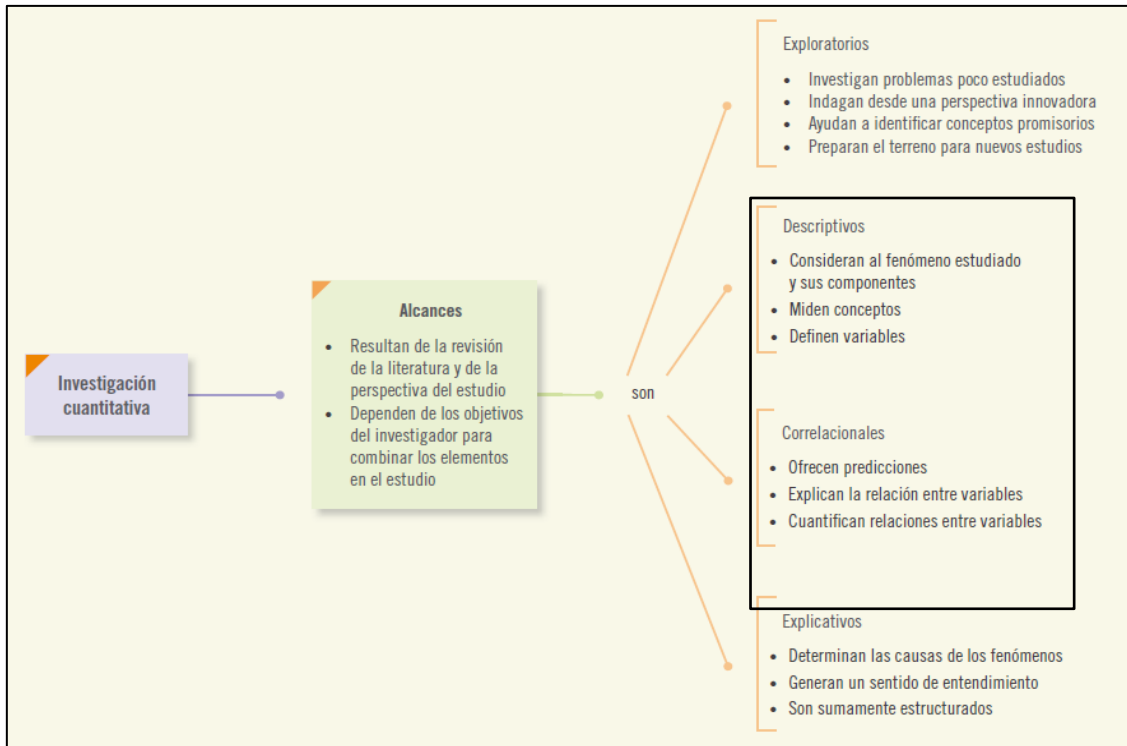 Investigación
cuantitativa
Alcances
• Resultan de la revisión
de la literatura y de la
perspectiva del estudio
• Dependen de los objetivos
del investigador para
combinar los elementos
en el estudio
son
Exploratorios
• Investigan problemas poco estudiados
• Indagan desde una perspectiva innovadora
• Ayudan a identificar conceptos promisorios
• Preparan el terreno para nuevos estudios
Descriptivos
• Consideran al fenómeno estudiado
y sus componentes
• Miden conceptos
• Definen variables
Correlacionales
• Ofrecen predicciones
• Explican la relación entre variables
• Cuantifican relaciones entre variables
Explicativos
• Determinan las causas de los fenómenos
• Generan un sentido de entendimiento
• Son sumamente estructurados